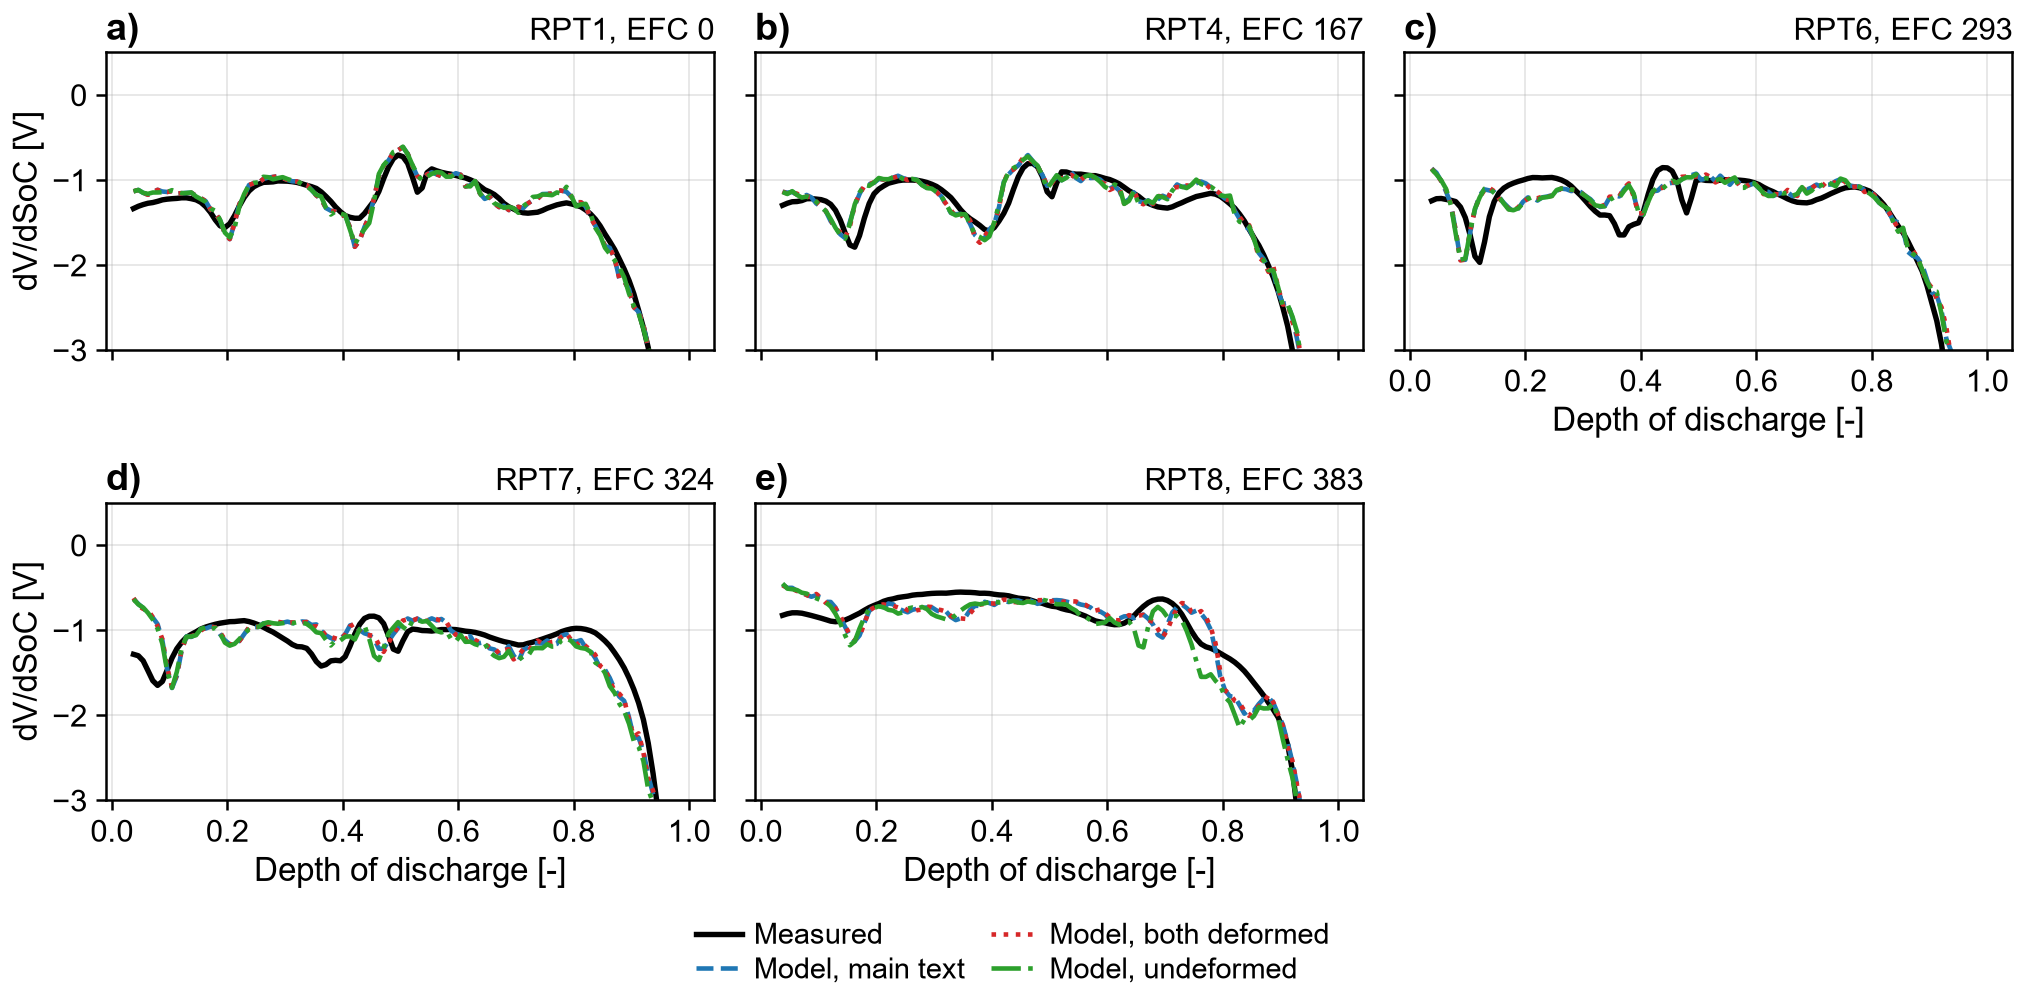 a) RPT1, EFC 0
b) RPT4, EFC 167
c) RPT6, EFC 293
dV/dSoC [V]
0
−1
−2
−3
0.0 0.2 0.4 0.6 0.8 1.0
Depth of discharge [-]
d) RPT7, EFC 324
e) RPT8, EFC 383
dV/dSoC [V]
0
−1
−2
−3
0.0 0.2 0.4 0.6 0.8 1.0
0.0 0.2 0.4 0.6 0.8 1.0
Depth of discharge [-]
Depth of discharge [-]
Measured
Model, main text
Model, both deformed
Model, undeformed